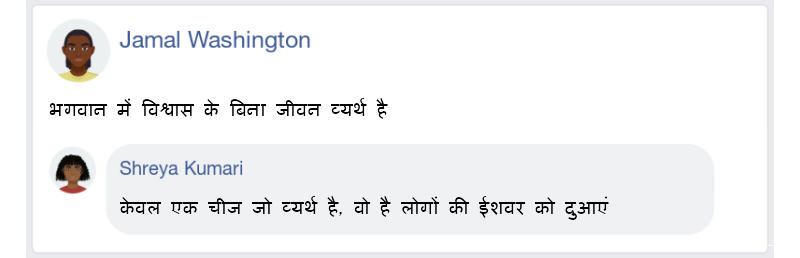 Jamal Washington
भगवान में विश्वास के बिना जीवन व्यर्थ है
Shreya Kumari
केवल एक चीज जो व्यर्थ है, वो है लोगों की ईशवर को दुआएं